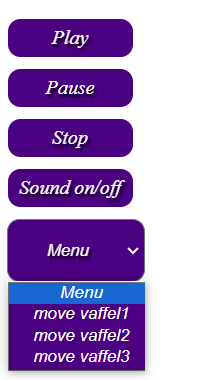 Play
Pause
Stop
Sound on/off
Menu
Menu
move vaffel1
move vaffel2
move vaffel3